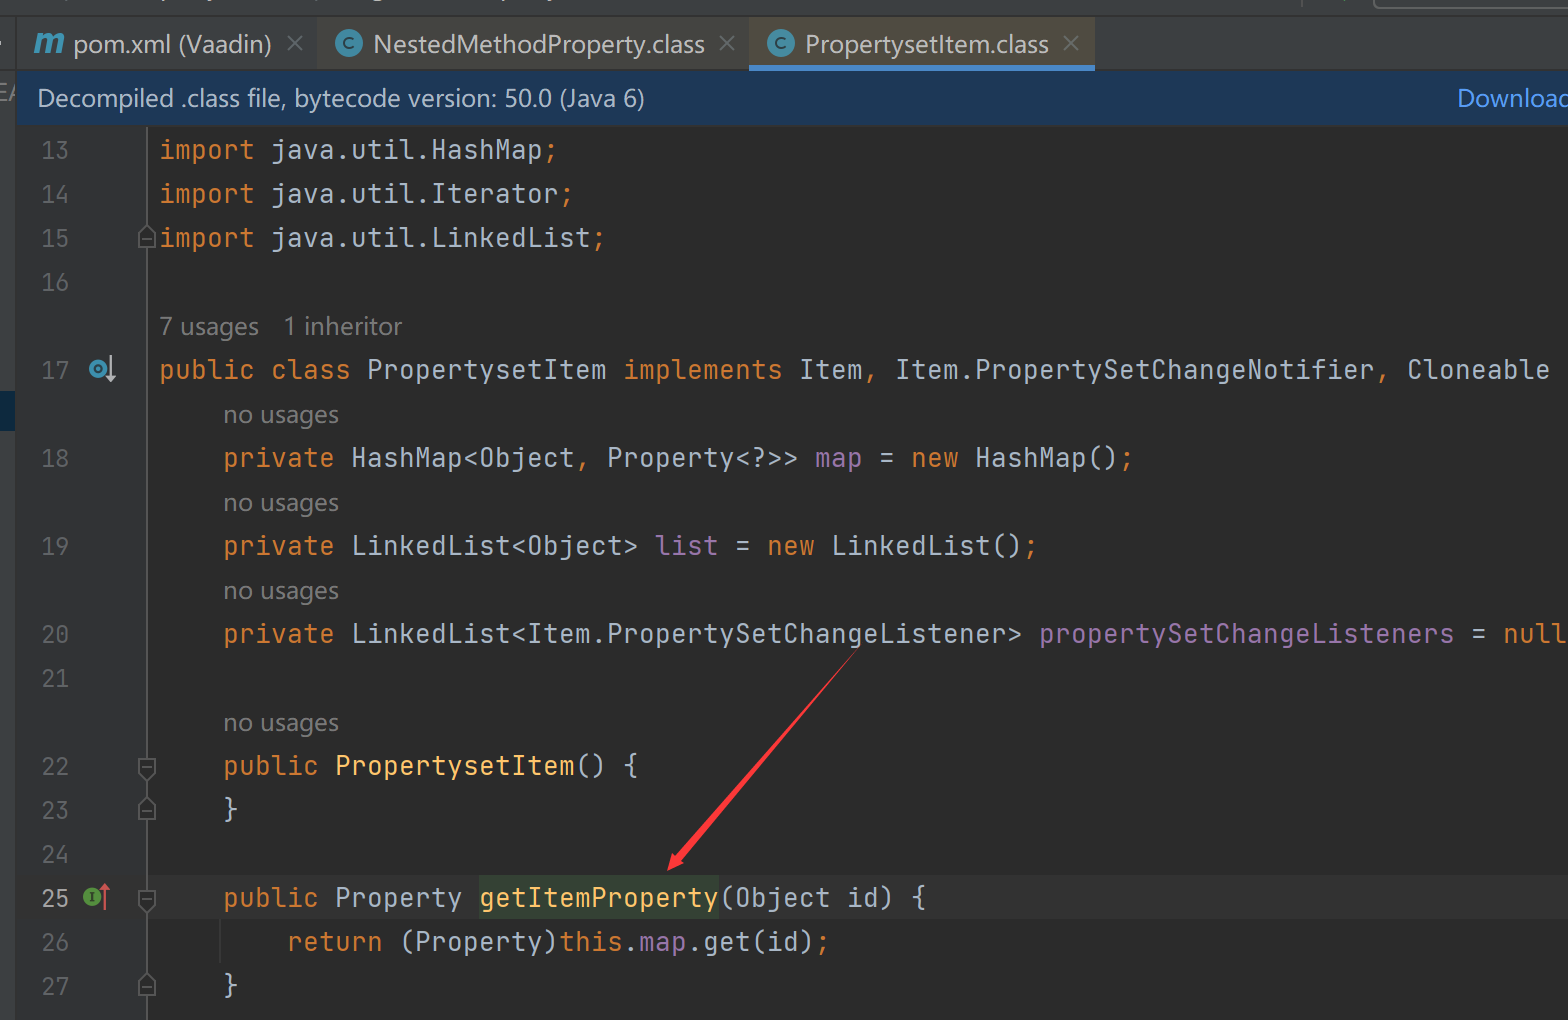 pom.xml (Vaadin)
NestedMethodProperty.class
PropertysetItem.class
Decompiled .class file, bytecode version: 50.0 (Java 6)
Download
13 import java.util.HashMap;
14 import java.util.Iterator;
15 import java.util.LinkedList;
16
7 usages 1 inheritor
17 public class PropertysetItem implements Item, Item.PropertySetChangeNotifier, Cloneable
no usages
18 private HashMap<Object, Property<?>> map = new HashMap();
no usages
19 private LinkedList<Object> list = new LinkedList();
no usages
20 private LinkedList<Item.PropertySetChangeListener> propertySetChangeListeners = null
21
no usages
22 public PropertysetItem() {
23 }
24
25 public Property getItemProperty(Object id) {
26 return (Property)this.map.get(id);
27 }